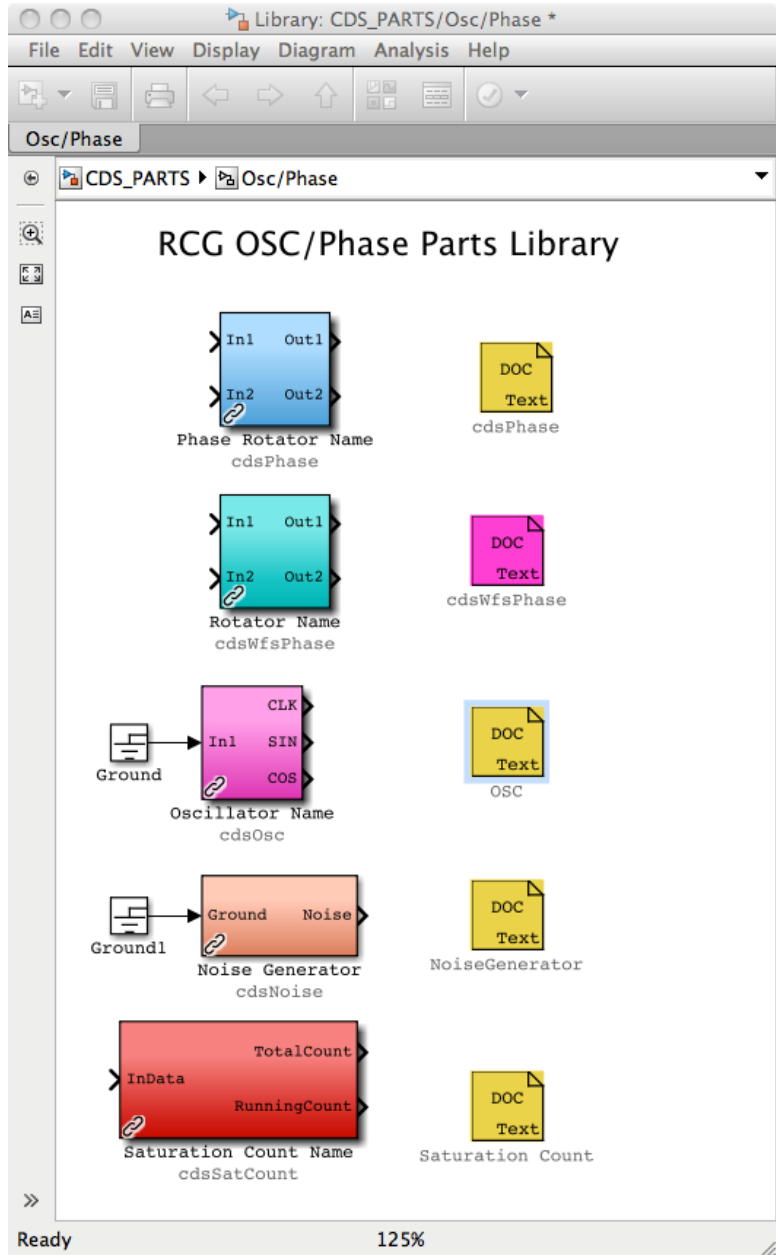 Library: CDS_PARTS/Osc/Phase *
File Edit View Display Diagram Analysis Help
Osc/Phase
CDS_PARTS Osc/Phase
RCG OSC/Phase Parts Library
In1 Out1
In2 Out2
Phase Rotator Name
cdsPhase
DOC
Text
cdsPhase
In1 Out1
In2 Out2
Rotator Name
cdsWfsPhase
DOC
Text
cdsWfsPhase
Ground
In1
CLK
SIN
COS
Oscillator Name
cdsOsc
DOC
Text
OSC
Ground1
Ground Noise
Noise Generator
cdsNoise
DOC
Text
NoiseGenerator
InData
TotalCount
RunningCount
Saturation Count Name
cdsSatCount
DOC
Text
Saturation Count
Ready 125%